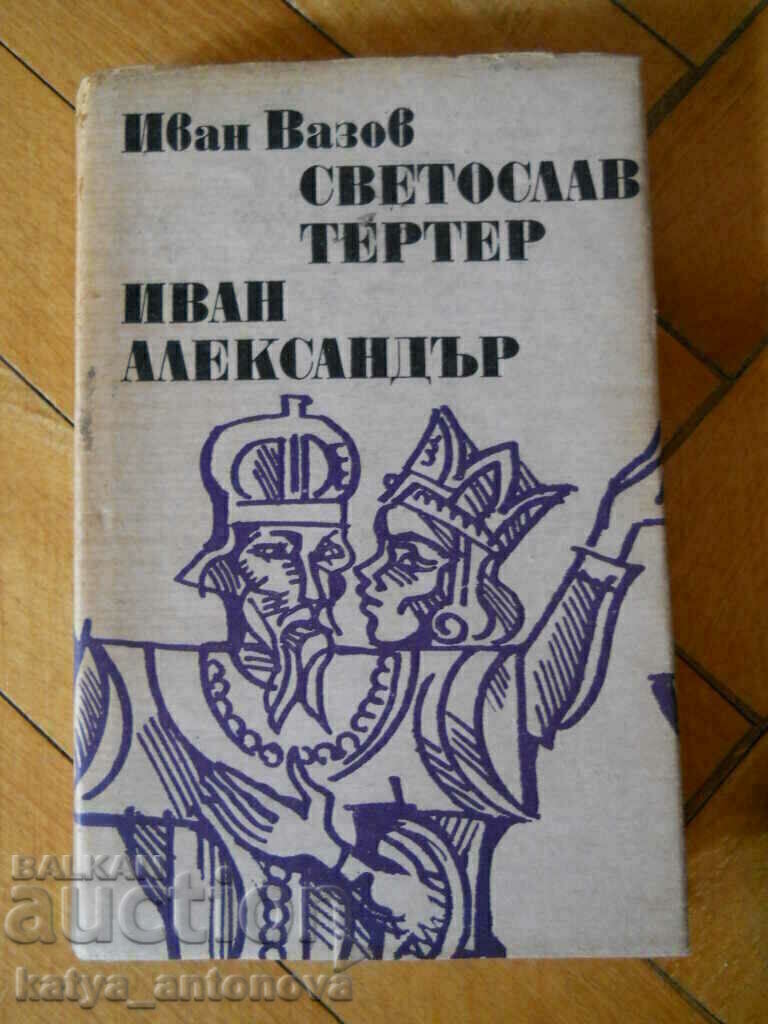 Иван Вазов
СВЕТОСЛАВ
ТЕРТЕР
ИВАН
АЛЕКСАНДЪР
BALKAN
auction
katya_antonova